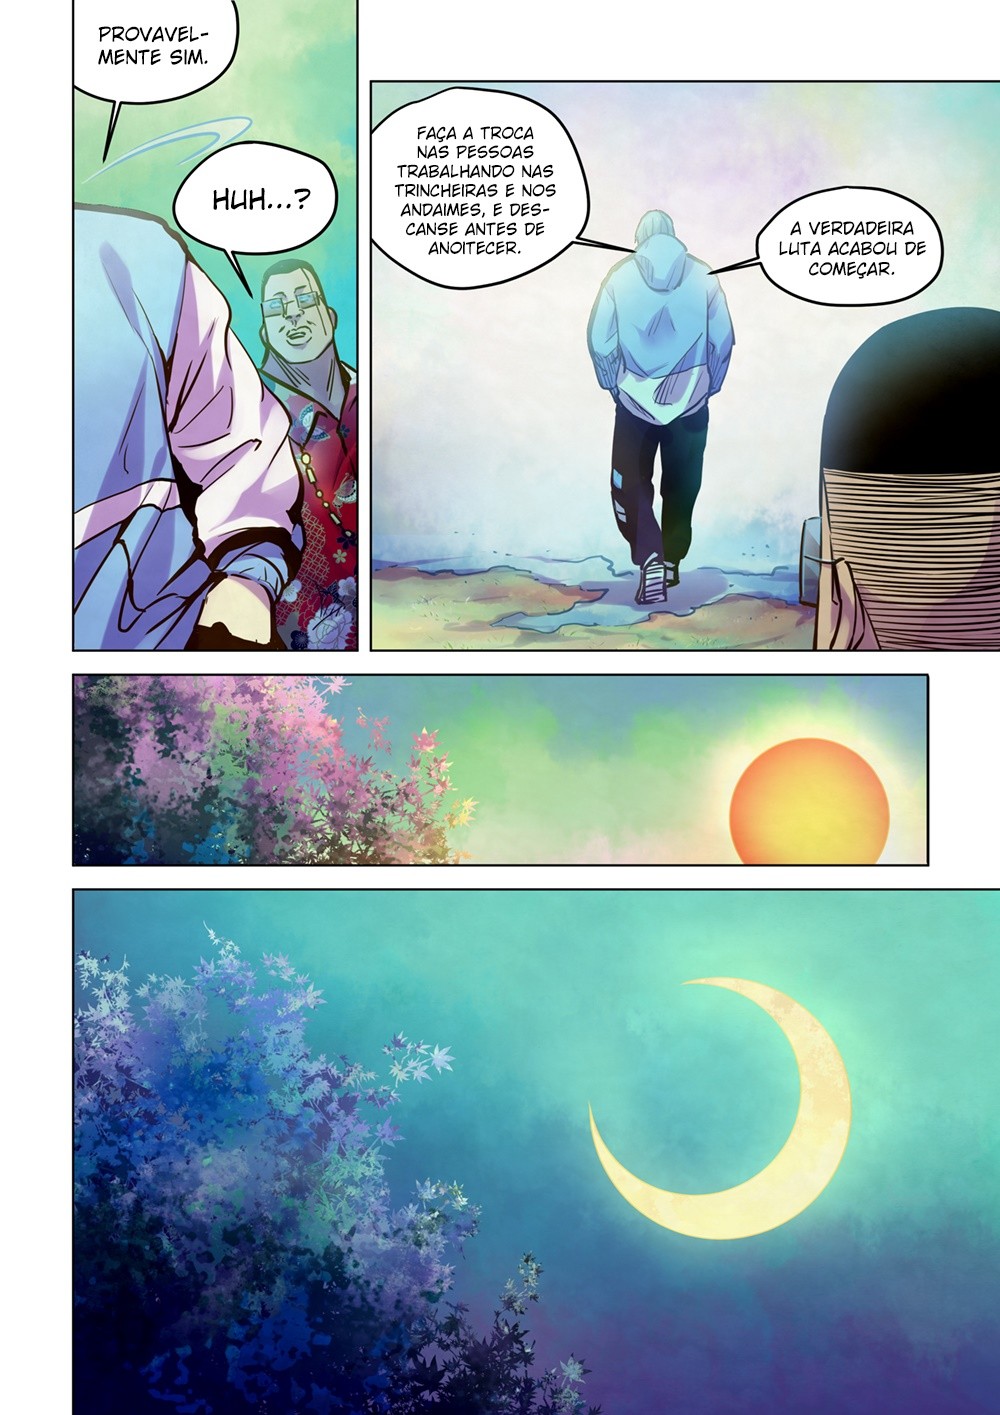 PROVAVEL-
MENTE SIM.
HUH...?
FAÇA A TROCA
NAS PESSOAS
TRABALHANDO NAS
TRINCHEIRAS E NOS
ANDAIMES, E DES-
CANSE ANTES DE
ANOITECER.
A VERDADEIRA
LUTA ACABOU DE
COMEÇAR.